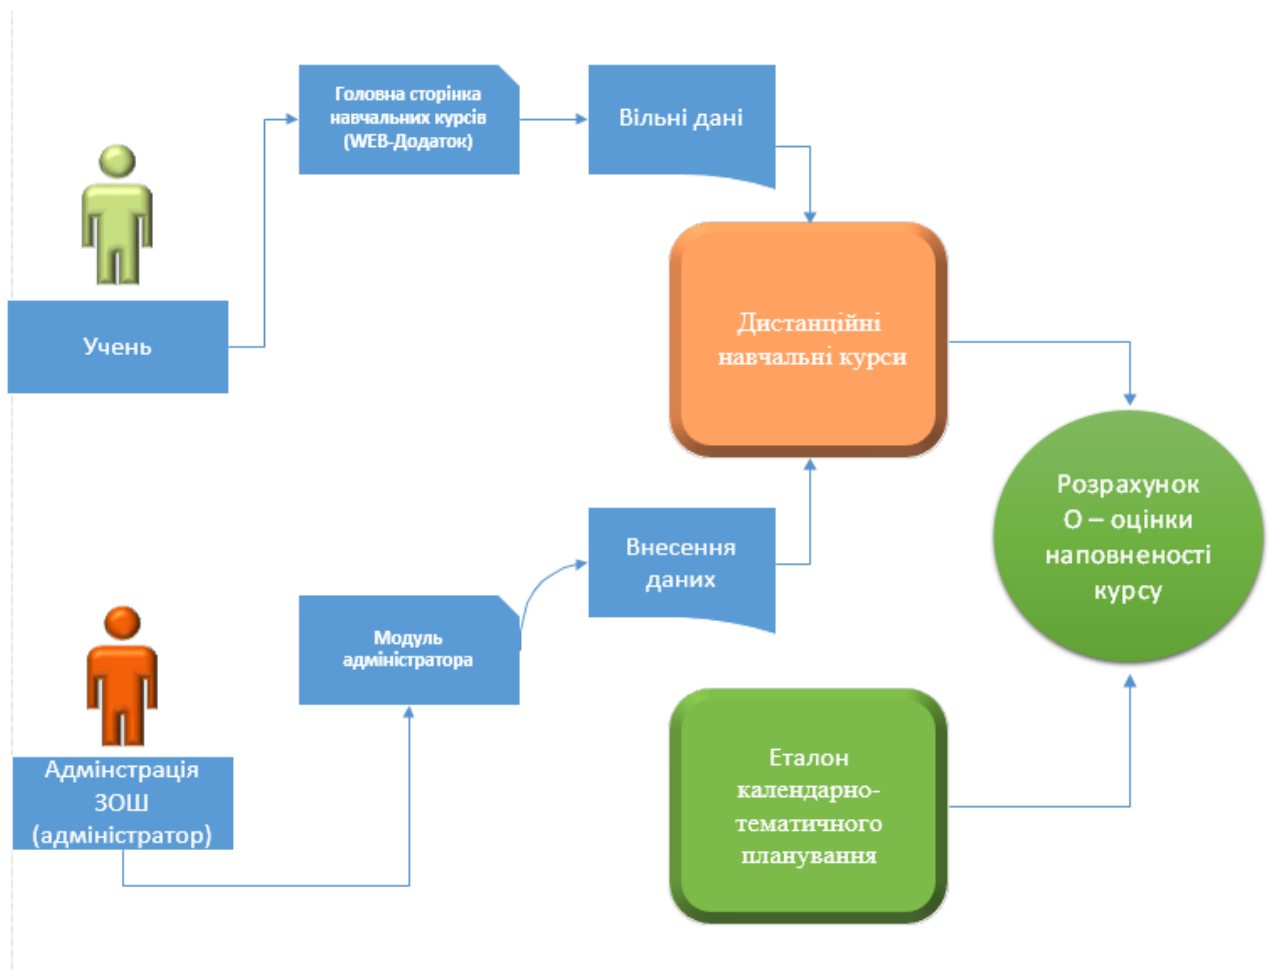 Головна сторінка
навчальних курсів
(WEB-Додаток)
Вільні дані
Учень
Дистанційні
навчальні курси
Розрахунок
О – оцінки
наповненості
курсу
Внесення
даних
Модуль
адміністратора
Адмінстрація
ЗОШ
(адміністратор)
Еталон
календарно-
тематичного
планування